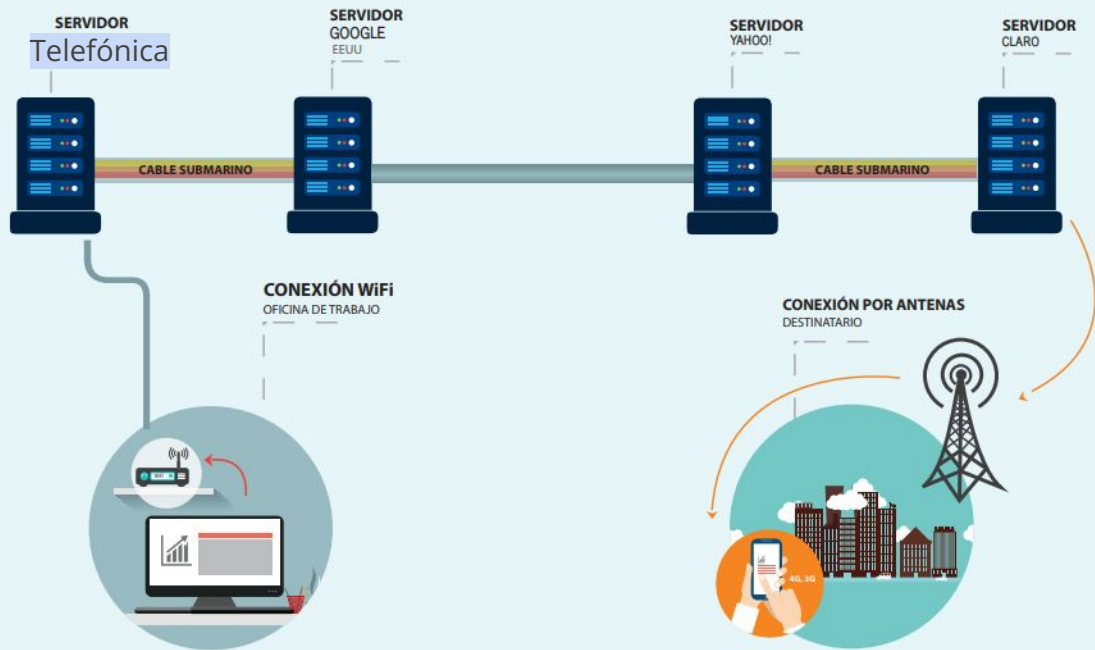 SERVIDOR
Telefónica
SERVIDOR
GOOGLE
EEUU
SERVIDOR
YAHOO!
SERVIDOR
CLARO
CABLE SUBMARINO
CABLE SUBMARINO
CONEXIÓN WiFi
OFICINA DE TRABAJO
CONEXIÓN POR ANTENAS
DESTINATARIO
WiFi
4G, 3G